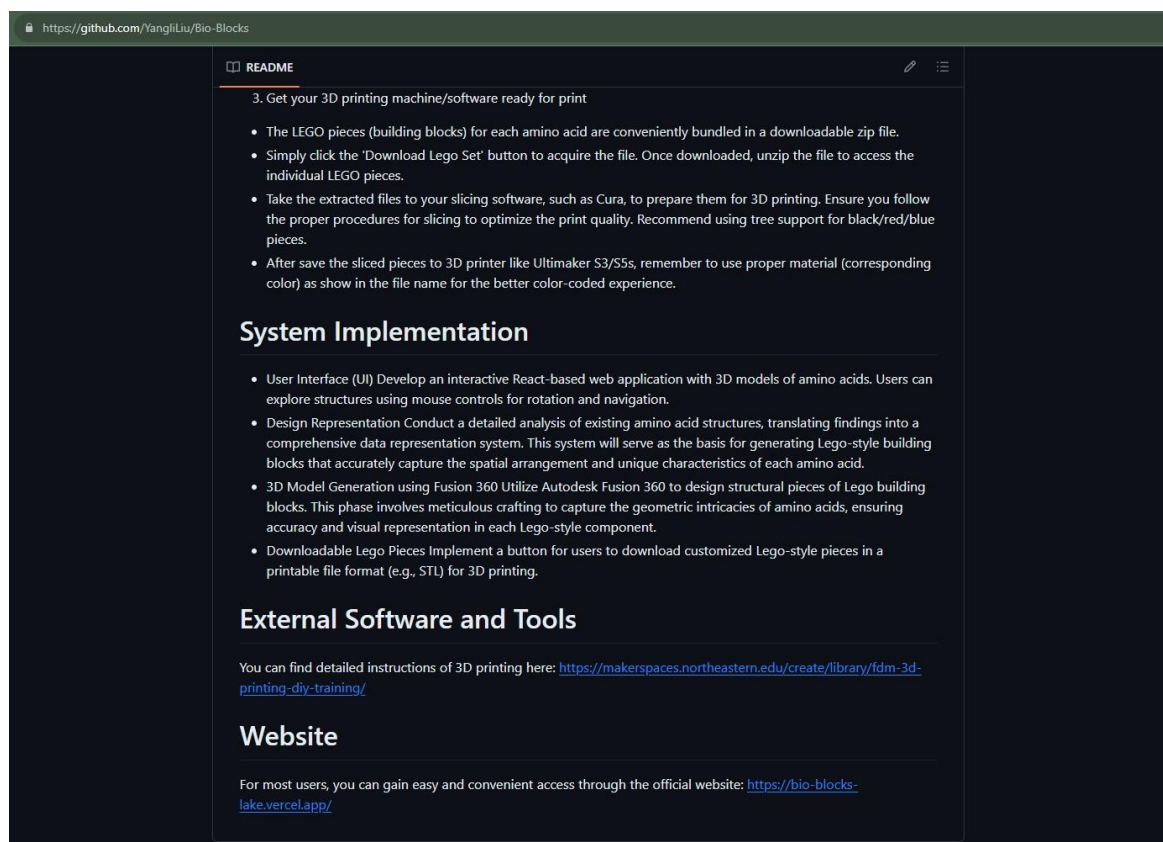 https://github.com/YangliLiu/Bio-Blocks
README
3. Get your 3D printing machine/software ready for print
• The LEGO pieces (building blocks) for each amino acid are conveniently bundled in a downloadable zip file.
• Simply click the 'Download Lego Set' button to acquire the file. Once downloaded, unzip the file to access the
individual LEGO pieces.
• Take the extracted files to your slicing software, such as Cura, to prepare them for 3D printing. Ensure you follow
the proper procedures for slicing to optimize the print quality. Recommend using tree support for black/red/blue
pieces.
• After save the sliced pieces to 3D printer like Ultimaker S3/S5s, remember to use proper material (corresponding
color) as show in the file name for the better color-coded experience.
System Implementation
• User Interface (UI) Develop an interactive React-based web application with 3D models of amino acids. Users can
explore structures using mouse controls for rotation and navigation.
• Design Representation Conduct a detailed analysis of existing amino acid structures, translating findings into a
comprehensive data representation system. This system will serve as the basis for generating Lego-style building
blocks that accurately capture the spatial arrangement and unique characteristics of each amino acid.
• 3D Model Generation using Fusion 360 Utilize Autodesk Fusion 360 to design structural pieces of Lego building
blocks. This phase involves meticulous crafting to capture the geometric intricacies of amino acids, ensuring
accuracy and visual representation in each Lego-style component.
• Downloadable Lego Pieces Implement a button for users to download customized Lego-style pieces in a
printable file format (e.g., STL) for 3D printing.
External Software and Tools
You can find detailed instructions of 3D printing here: https://makerspaces.northeastern.edu/create/library/fdm-3d-
printing-diy-training/
Website
For most users, you can gain easy and convenient access through the official website: https://bio-blocks-
lake.vercel.app/